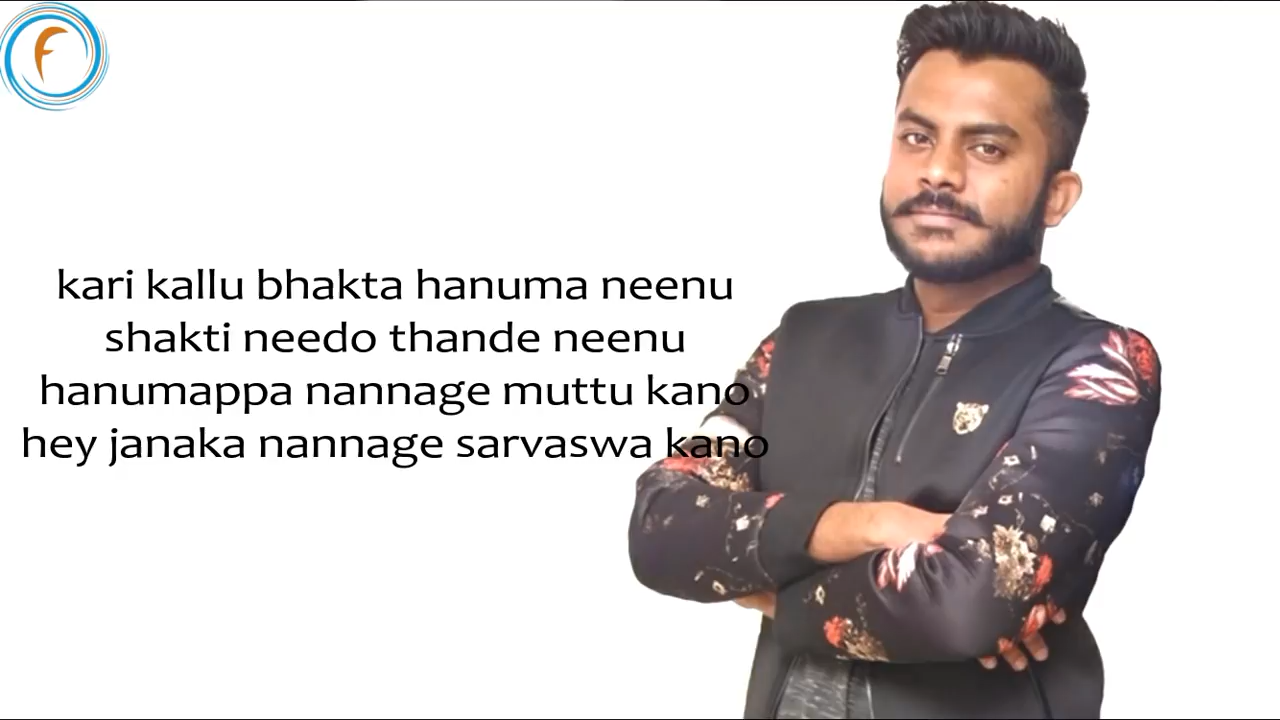 F
kari kallu bhakta hanuma neenu
shakti needo thande neenu
hanumappa nannage muttu kano
hey janaka nannage sarvaswa kano